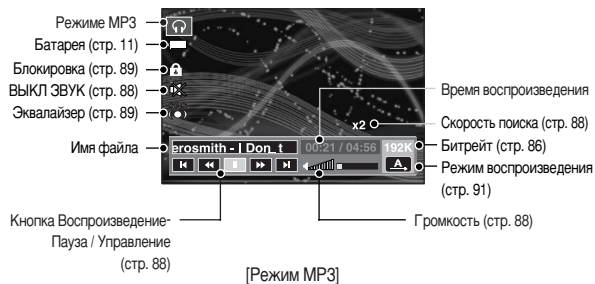 Режиме MP3
Батарея (стр. 11)
Блокировка (стр. 89)
ВЫКЛ ЗВУК (стр. 88)
Эквалайзер (стр. 89)
Имя файла
Кнопка Воспроизведение-
Пауза / Управление
(стр. 88)
x2
erosmith - I Don_t
00:21 / 04:56
192K
A
Время воспроизведения
Скорость поиска (стр. 88)
Битрейт (стр. 86)
Режим воспроизведения
(стр. 91)
Громкость (стр. 88)
[Режим MP3]